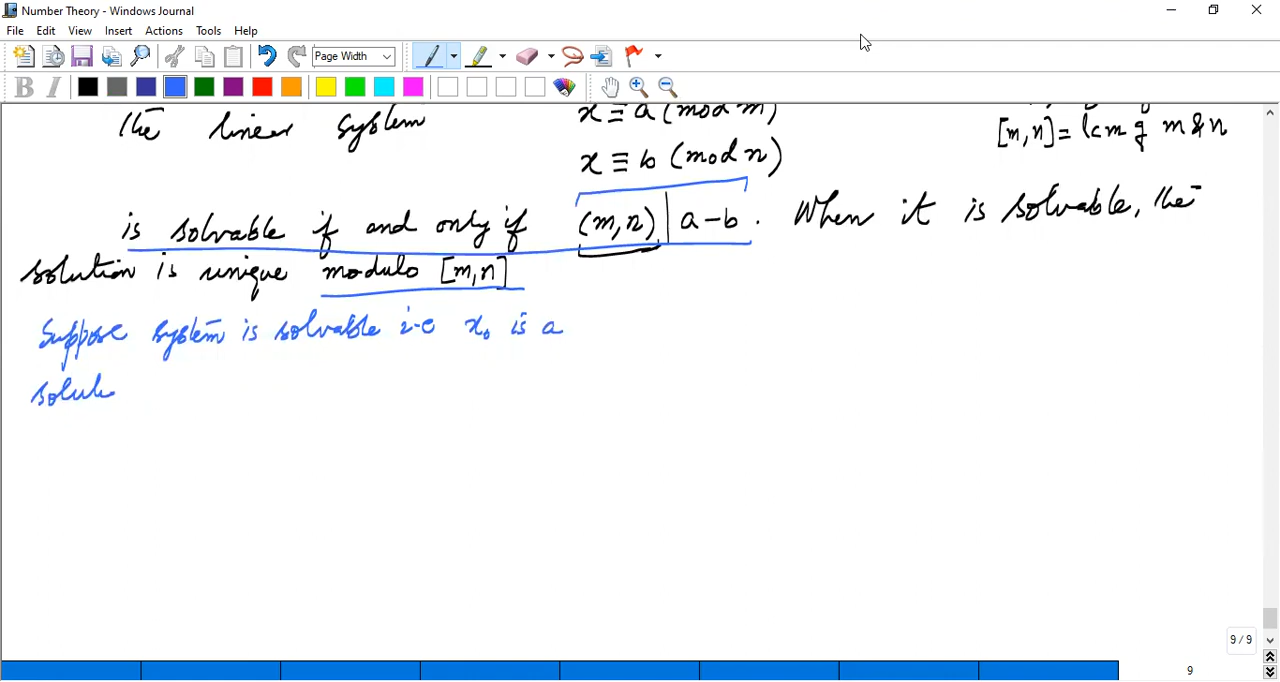 Number Theory - Windows Journal
File Edit View Insert Actions Tools Help
Page Width
B I
the linear system
x ≡ a (mod m)
x ≡ b (mod n)
[m,n] = lcm of m & n
is solvable if and only if (m,n) | a-b . When it is solvable, the
solution is unique modulo [m,n]
Suppose system is solvable i-e x₀ is a
solut
9 / 9
9